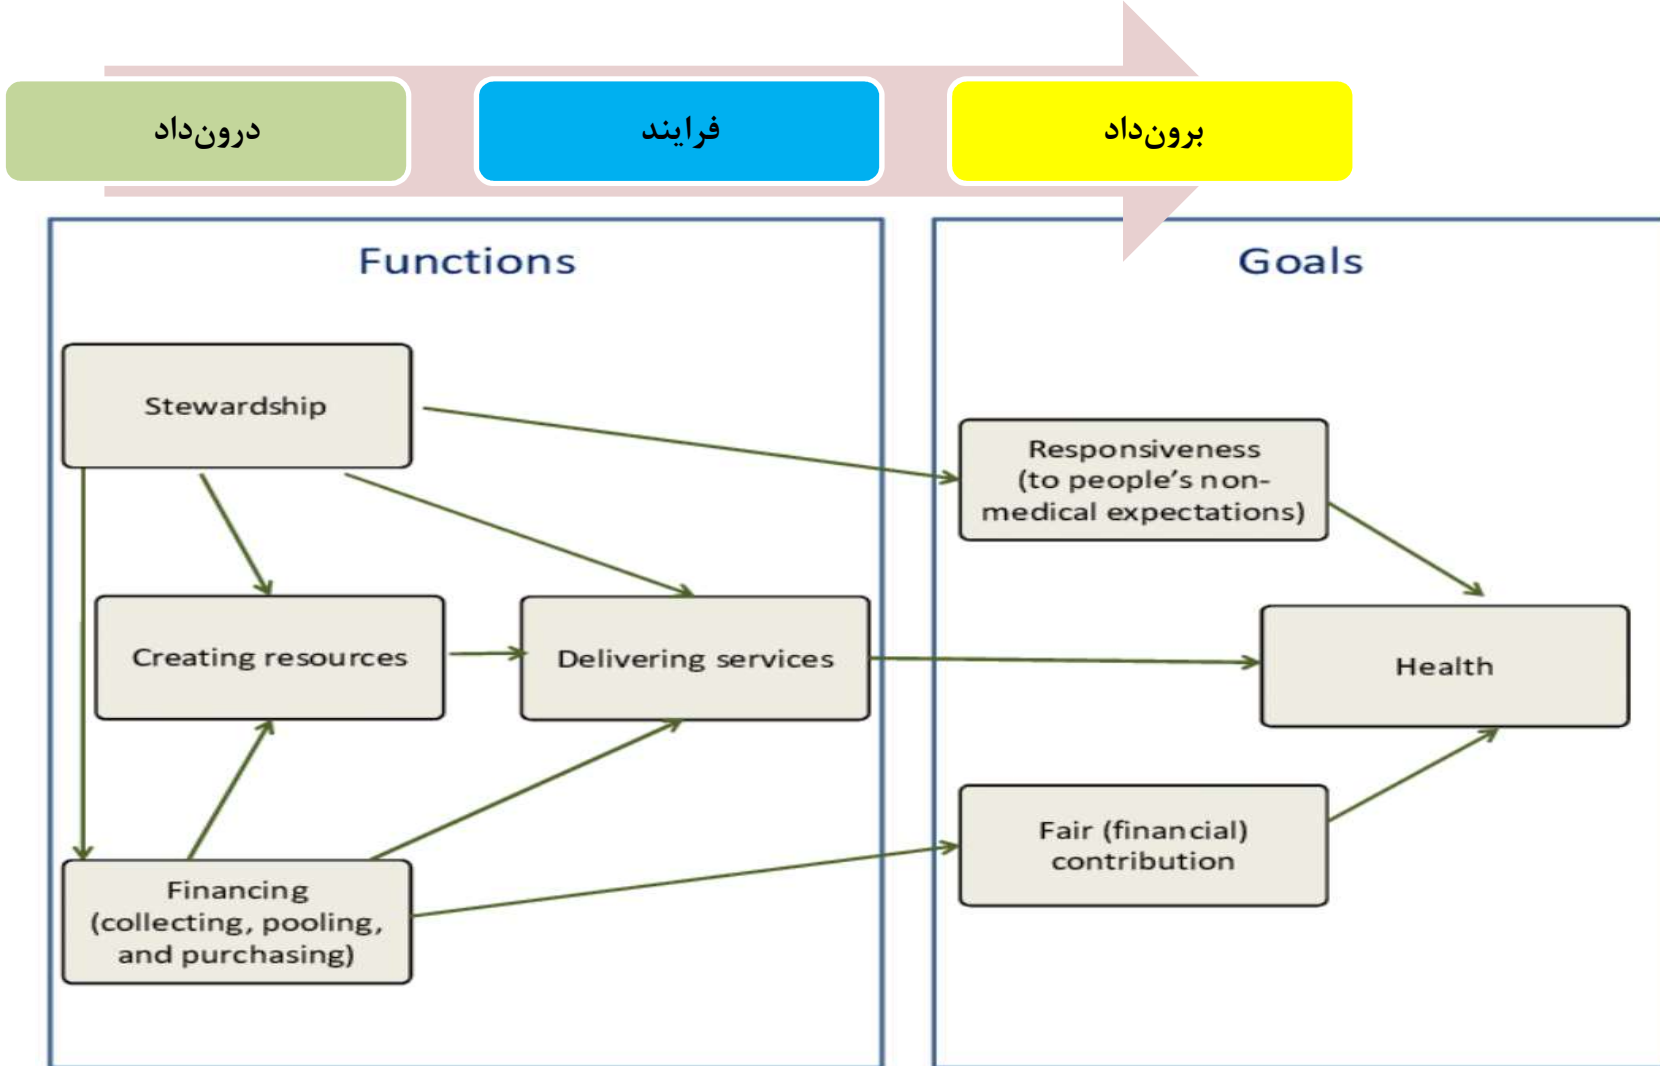 درون‌داد
فرایند
برون‌داد
Functions
Goals
Stewardship
Responsiveness
(to people’s non-
medical expectations)
Creating resources
Delivering services
Health
Fair (financial)
contribution
Financing
(collecting, pooling,
and purchasing)